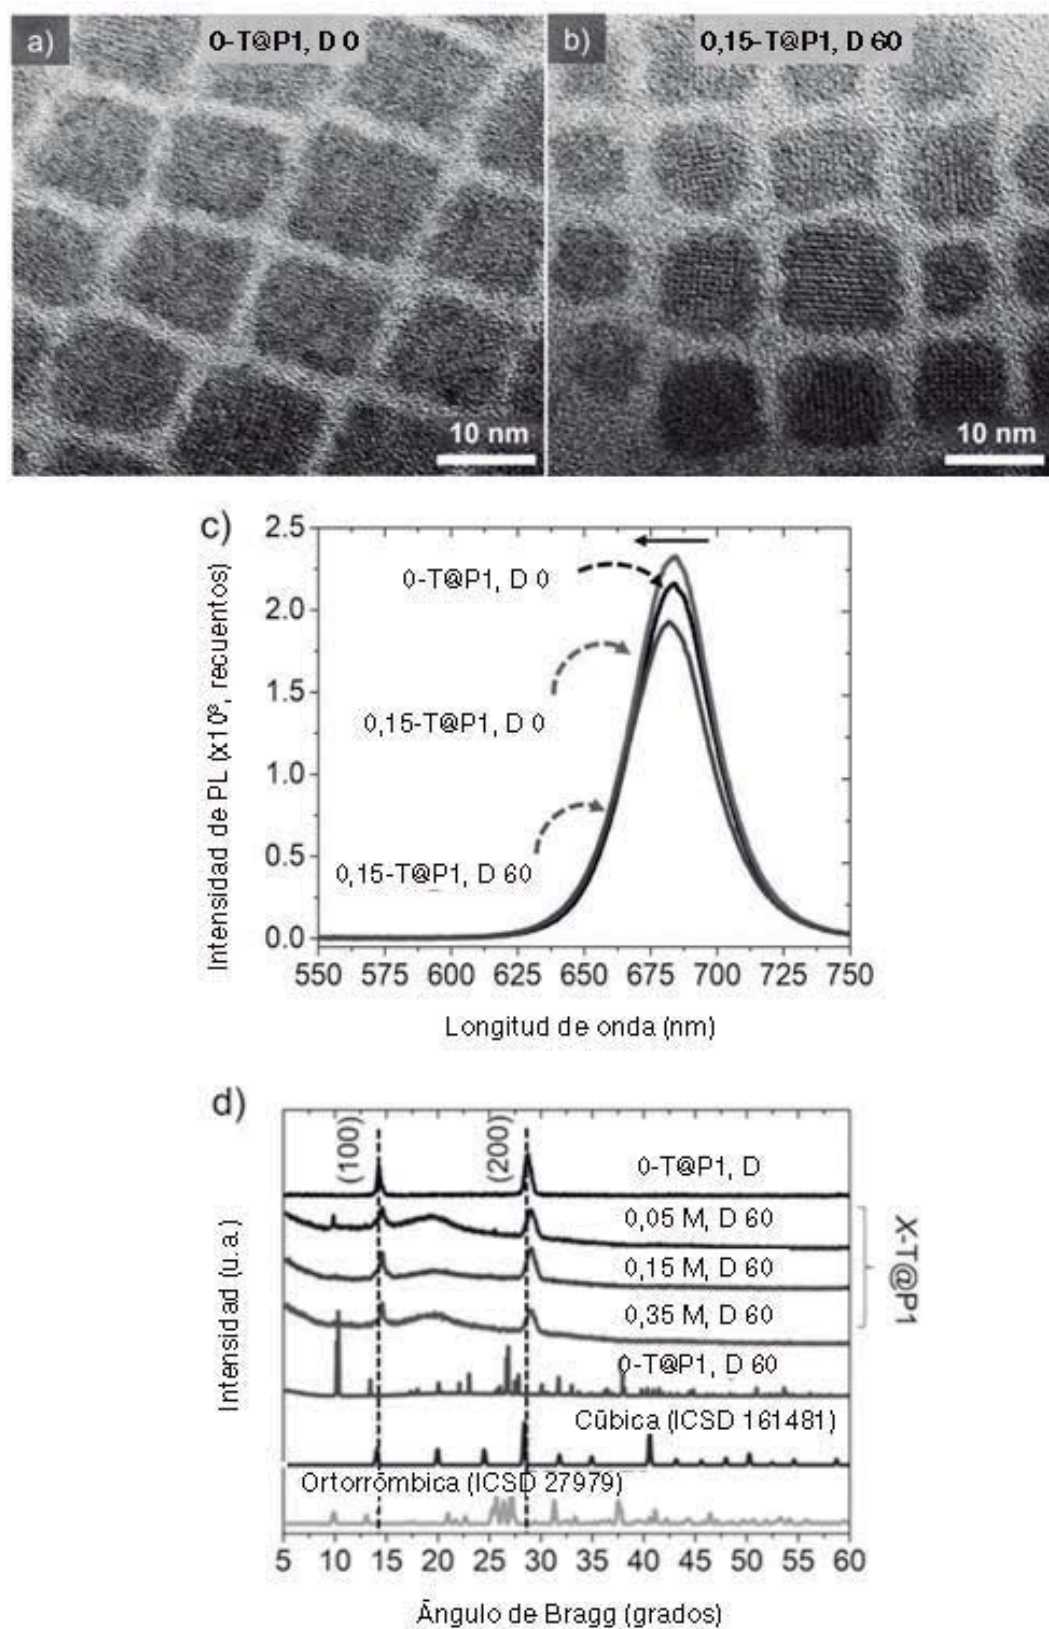 a)
0-T@P1, D 0
10 nm
b)
0,15-T@P1, D 60
10 nm
c)
Intensidad de PL (x10³, recuentos)
2.5
2.0
1.5
1.0
0.5
0.0
0-T@P1, D 0
0,15-T@P1, D 0
0,15-T@P1, D 60
550 575 600 625 650 675 700 725 750
Longitud de onda (nm)
d)
Intensidad (u. a.)
(100)
(200)
0-T@P1, D
0,05 M, D 60
0,15 M, D 60
0,35 M, D 60
X-T@P1
0-T@P1, D 60
Cūbica (ICSD 161481)
Ortorrōmbica (ICSD 27979)
5 10 15 20 25 30 35 40 45 50 55 60
Āngulo de Bragg (grados)